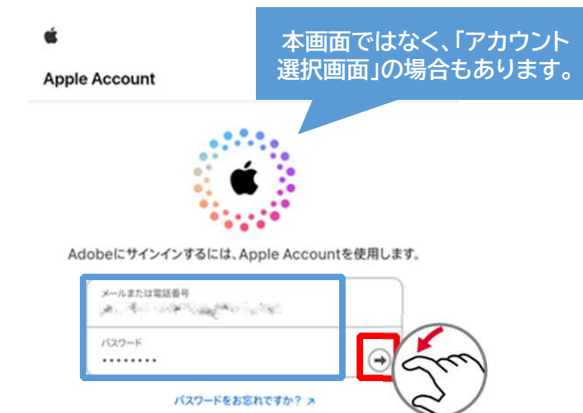 本画面ではなく、「アカウント
選択画面」の場合もあります。
Apple Account
Adobeにサインインするには、Apple Accountを使用します。
メールまたは電話番号
パスワード
••••••••
パスワードをお忘れですか？ ↗